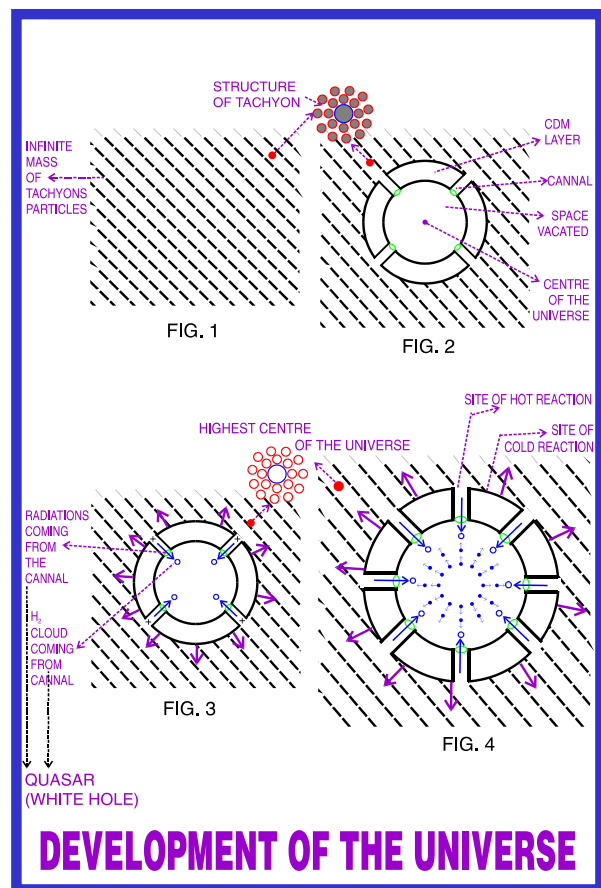 STRUCTURE
OF TACHYON
INFINITE
MASS
OF
TACHYONS
PARTICLES
CDM
LAYER
CANNAL
SPACE
VACATED
CENTRE
OF THE
UNIVERSE
FIG. 1
FIG. 2
HIGHEST CENTRE
OF THE UNIVERSE
SITE OF HOT REACTION
SITE OF
COLD REACTION
RADIATIONS
COMING
FROM
THE
CANNAL
H₂
CLOUD
COMING
FROM
CANNAL
FIG. 3
FIG. 4
QUASAR
(WHITE HOLE)
DEVELOPMENT OF THE UNIVERSE